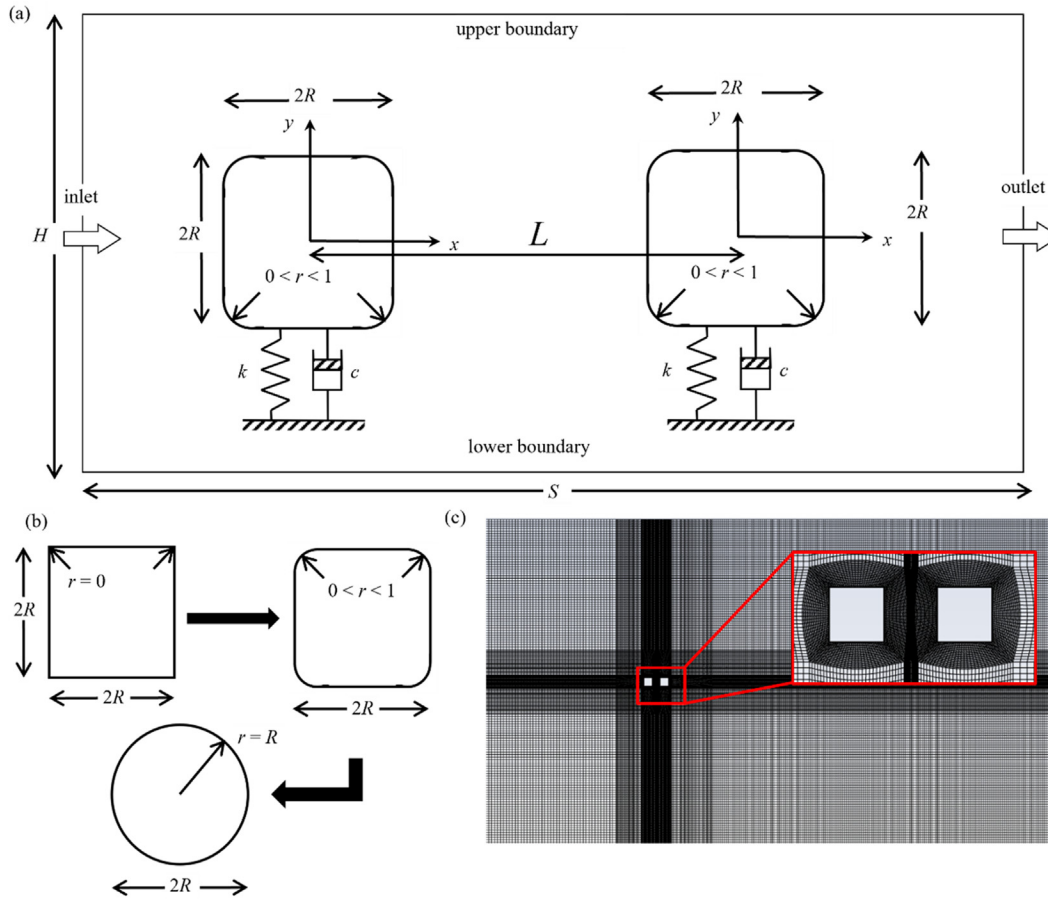 (a)
upper boundary
2R
2R
y
y
inlet
outlet
H
2R
L
2R
x
x
0 < r < 1
0 < r < 1
k
c
k
c
lower boundary
S
(b)
(c)
r = 0
0 < r < 1
2R
2R
2R
r = R
2R